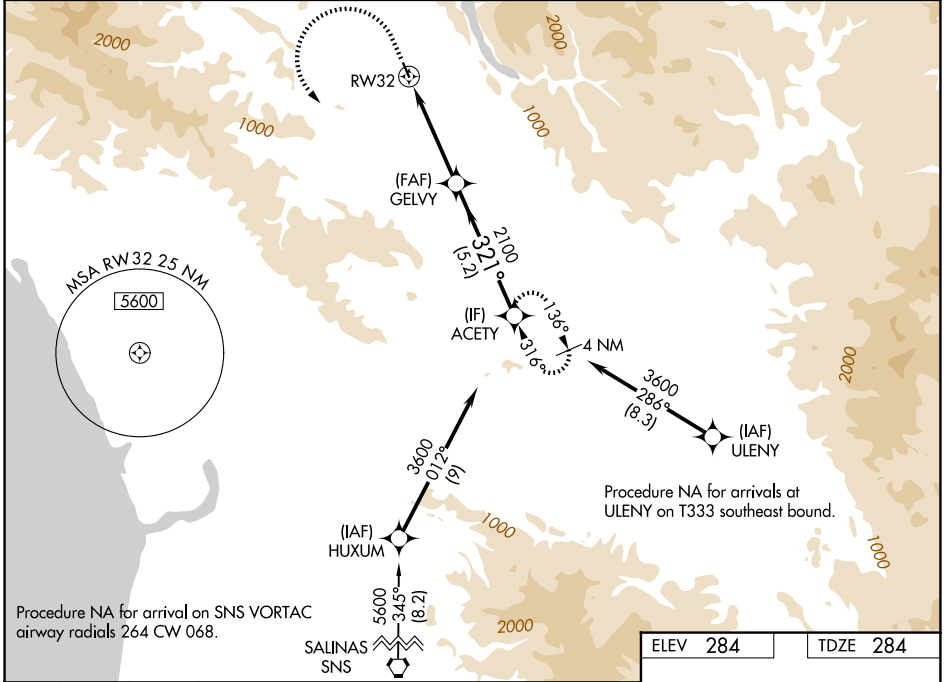 2000
2000
RW32
1000
1000
(FAF)
GELVY
2100
321°
(5.2)
MSA RW32 25 NM
5600
(IF)
ACETY
136°
316°
4 NM
2000
3600
286°
(8.3)
(IAF)
ULENY
3600
012°
(9)
Procedure NA for arrivals at
ULENY on T333 southeast bound.
1000
1000
(IAF)
HUXUM
5600
345°
(8.2)
Procedure NA for arrival on SNS VORTAC
airway radials 264 CW 068.
2000
SALINAS
SNS
ELEV 284
TDZE 284